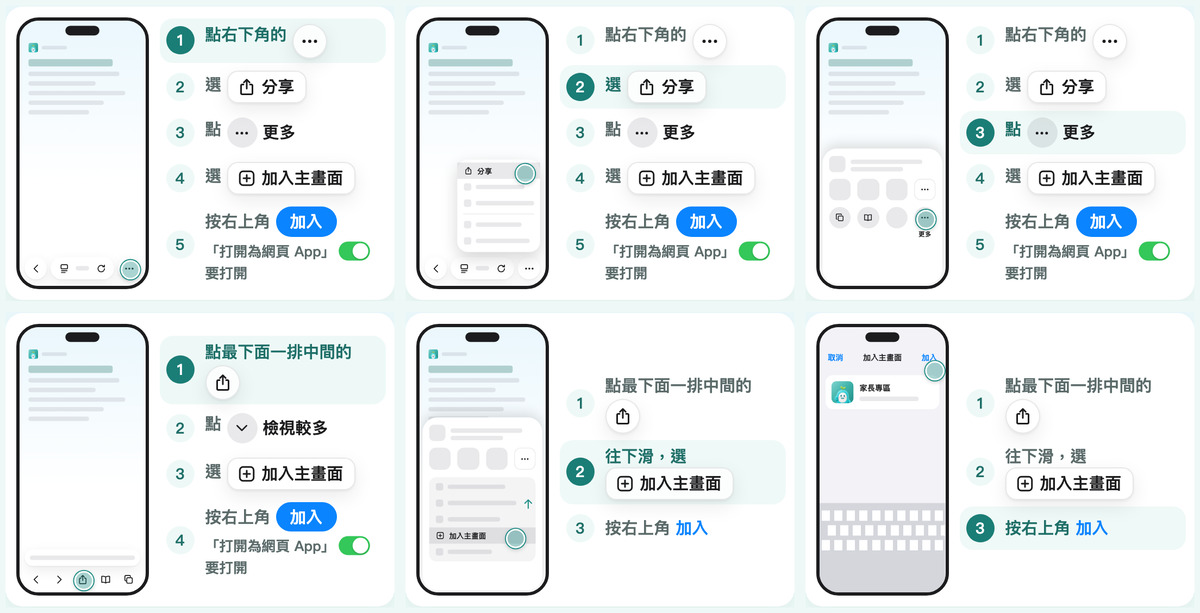 1 點右下角的 ...
2 選 分享
3 點 ... 更多
4 選 加入主畫面
按右上角 加入
5 「打開為網頁 App」
要打開
分享
1 點右下角的 ...
2 選 分享
3 點 ... 更多
4 選 加入主畫面
按右上角 加入
5 「打開為網頁 App」
要打開
更多
1 點右下角的 ...
2 選 分享
3 點 ... 更多
4 選 加入主畫面
按右上角 加入
5 「打開為網頁 App」
要打開
1 點最下面一排中間的
2 點 檢視較多
3 選 加入主畫面
按右上角 加入
4 「打開為網頁 App」
要打開
加入主畫面
1 點最下面一排中間的
往下滑，選
2 加入主畫面
3 按右上角 加入
取消 加入主畫面 加入
家長專區
1 點最下面一排中間的
往下滑，選
2 加入主畫面
3 按右上角 加入